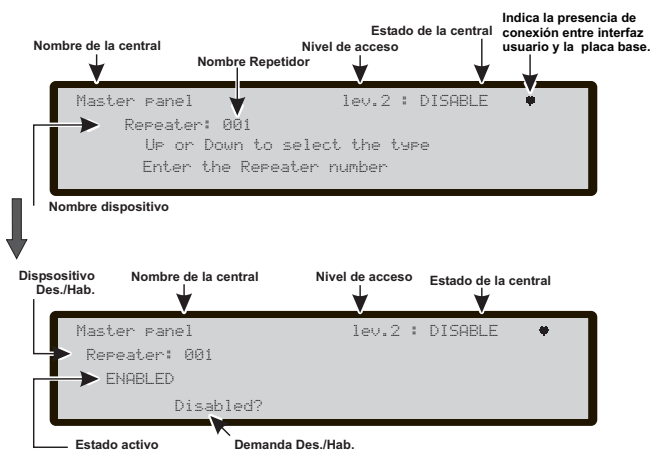 Indica la presencia de
conexión entre interfaz
usuario y la placa base.
Estado de la central
Nivel de acceso
Nombre de la central
Nombre Repetidor
Master panel lev.2 : DISABLE
Repeater: 001
Up or Down to select the type
Enter the Repeater number
Nombre dispositivo
Dispsositivo
Des./Hab.
Nombre de la central
Nivel de acceso
Estado de la central
Master panel lev.2 : DISABLE
Repeater: 001
ENABLED
Disabled?
Estado activo
Demanda Des./Hab.